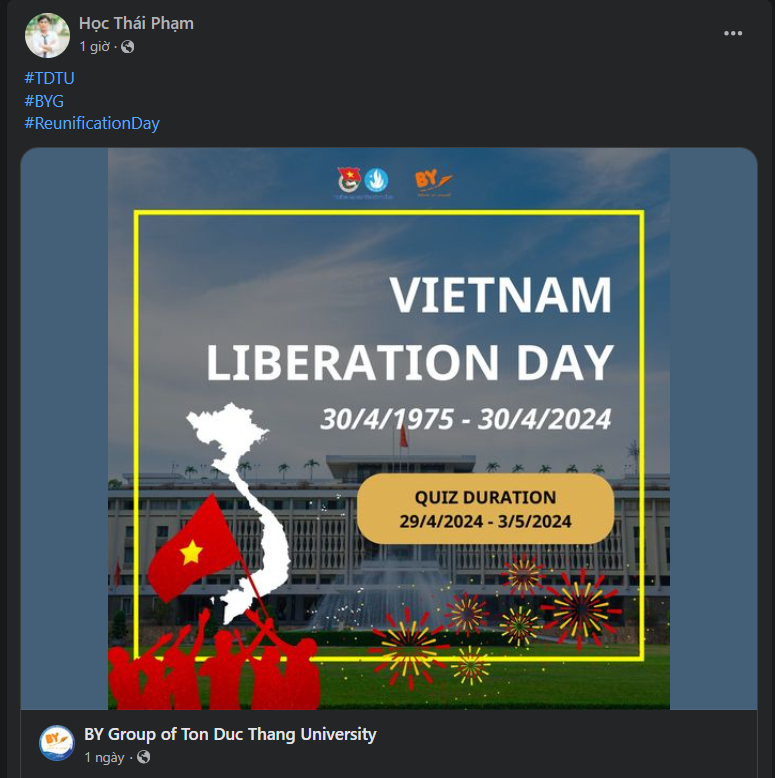 Học Thái Phạm
1 giờ ·
#TDTU
#BYG
#ReunificationDay
BY
VIETNAM
LIBERATION DAY
30/4/1975 - 30/4/2024
QUIZ DURATION
29/4/2024 - 3/5/2024
BY
BY Group of Ton Duc Thang University
1 ngày ·